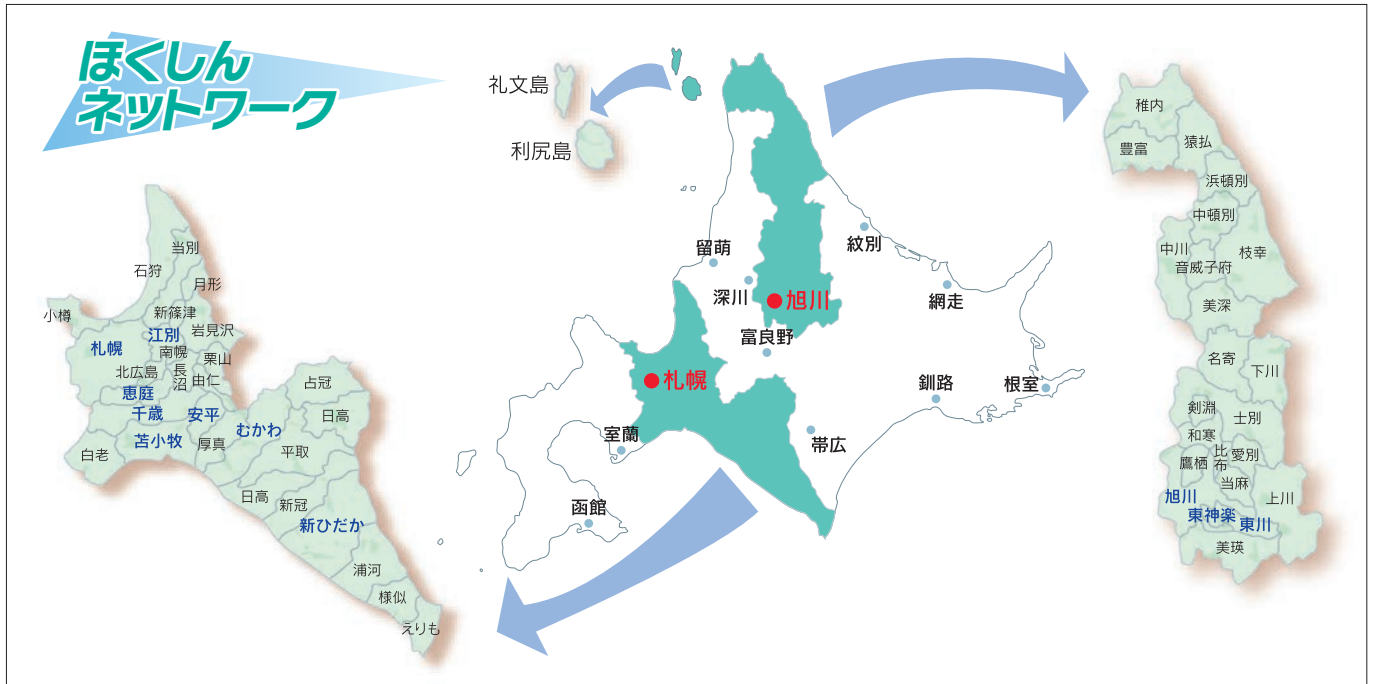 ほくしん
ネットワーク
礼文島
利尻島
当別
石狩
月形
小樽
新篠津
江別
岩見沢
札幌
南幌
長沼
栗山
北広島
由仁
恵庭
占冠
千歳
安平
日高
むかわ
苫小牧
厚真
白老
平取
日高
新冠
新ひだか
浦河
様似
えりも
留萌
紋別
深川
旭川
網走
富良野
札幌
釧路
根室
室蘭
帯広
函館
稚内
豊富
猿払
浜頓別
中頓別
中川
音威子府
枝幸
美深
名寄
下川
剣淵
士別
和寒
比布
愛別
鷹栖
当麻
旭川
上川
東神楽
東川
美瑛